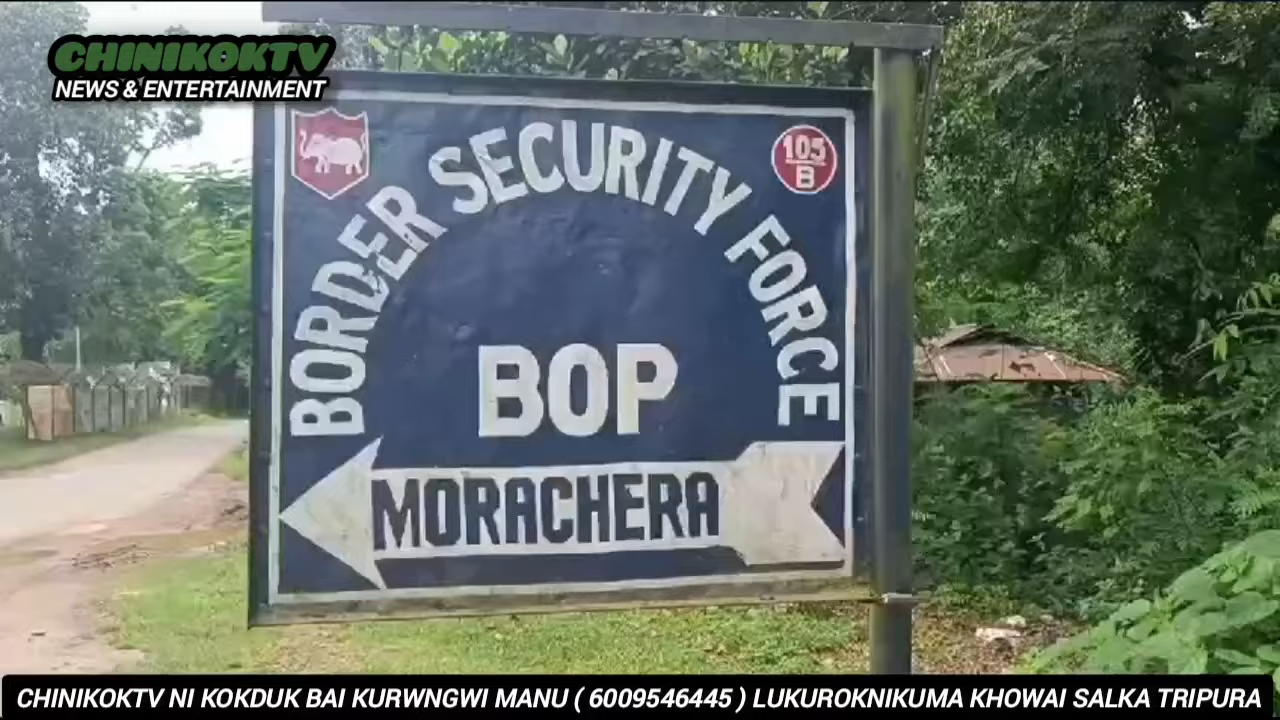 CHINIKOKTV
NEWS & ENTERTAINMENT
105
B
BORDER SECURITY FORCE
BOP
MORACHERA
CHINIKOKTV NI KOKDUK BAI KURWNGWI MANU ( 6009546445 ) LUKUROKNIKUMA KHOWAI SALKA TRIPURA